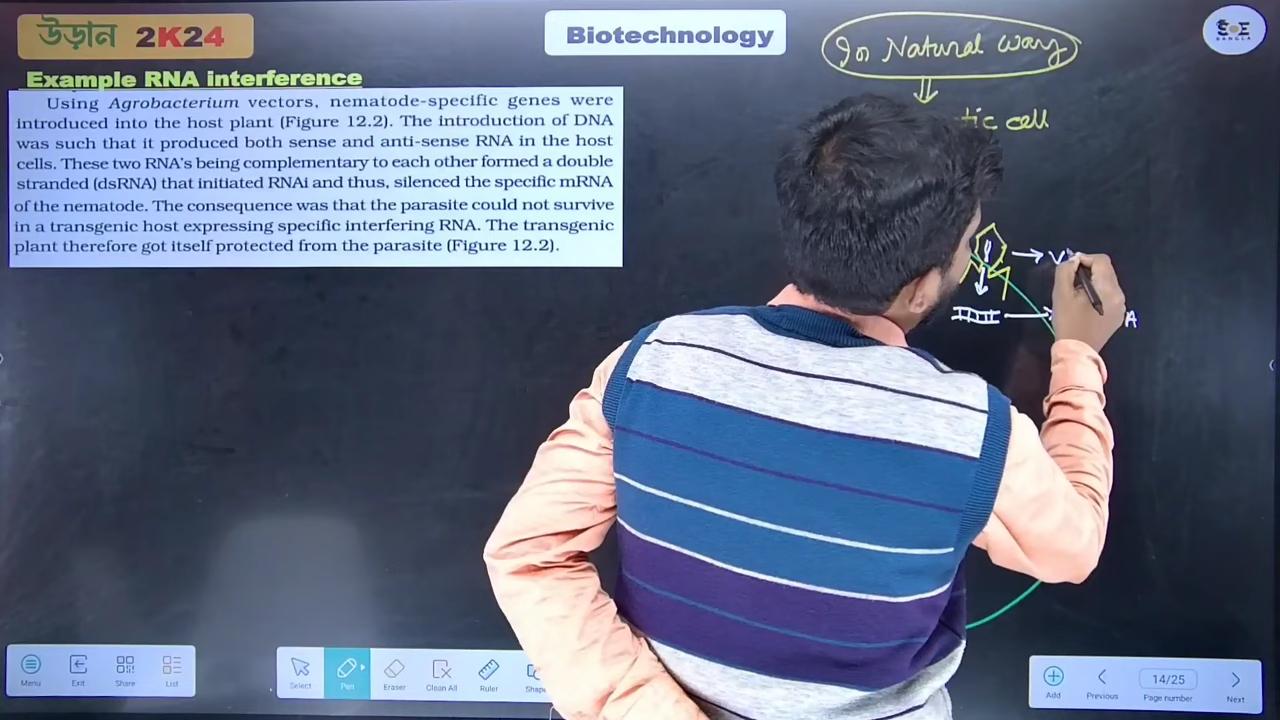 উড়ান 2K24
Biotechnology
In Natural way
SOE
BANGLA
Example RNA interference
Using Agrobacterium vectors, nematode-specific genes were
introduced into the host plant (Figure 12.2). The introduction of DNA
was such that it produced both sense and anti-sense RNA in the host
cells. These two RNA's being complementary to each other formed a double
stranded (dsRNA) that initiated RNAi and thus, silenced the specific mRNA
of the nematode. The consequence was that the parasite could not survive
in a transgenic host expressing specific interfering RNA. The transgenic
plant therefore got itself protected from the parasite (Figure 12.2).
tic cell
A
Menu
Exit
Share
List
Select
Pen
Eraser
Clean All
Ruler
Shape
Add
Previous
14/25
Page number
Next